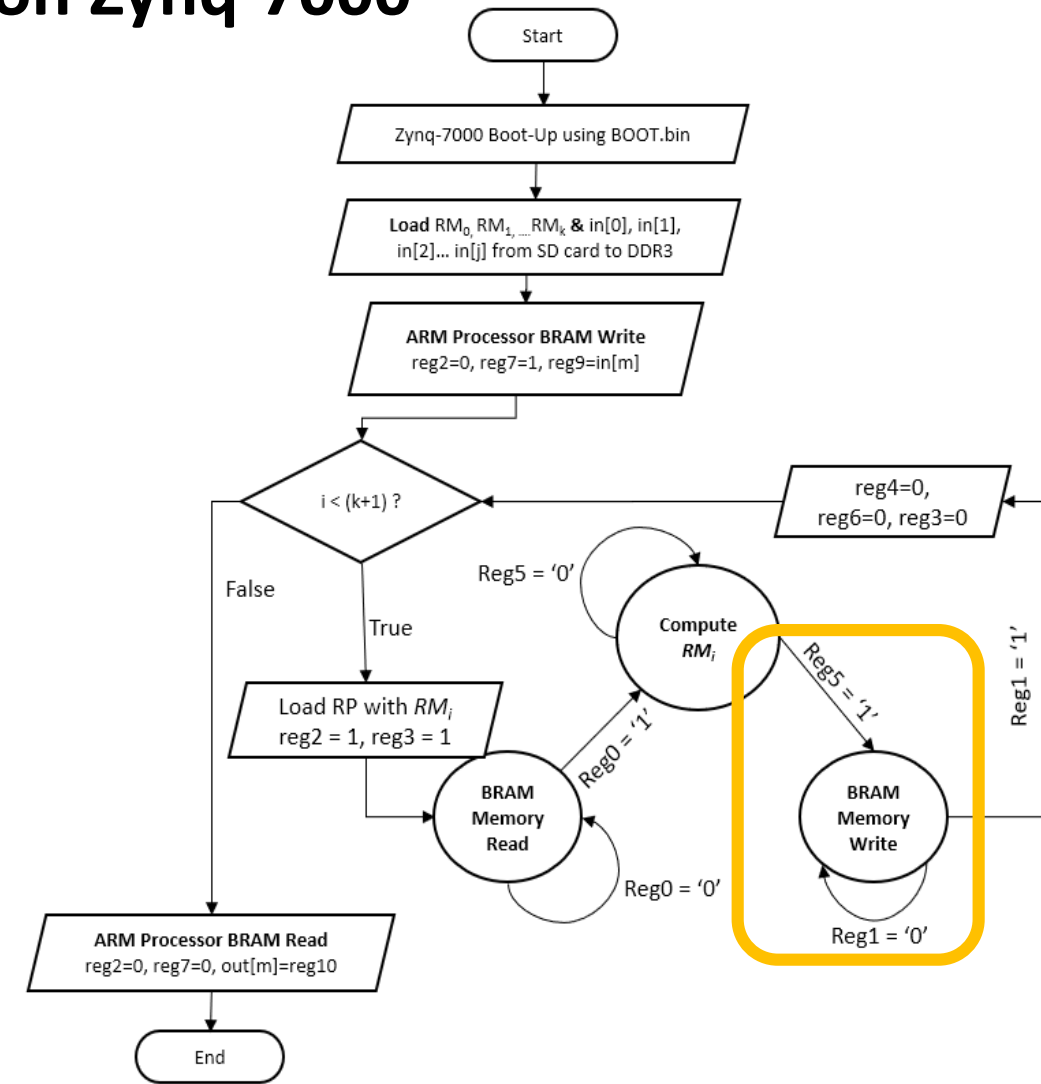 on Zynq-7000
Start
Zynq-7000 Boot-Up using BOOT.bin
Load RM0, RM1, ....RMk & in[0], in[1],
in[2]... in[j] from SD card to DDR3
ARM Processor BRAM Write
reg2=0, reg7=1, reg9=in[m]
i < (k+1) ?
reg4=0,
reg6=0, reg3=0
False
True
Reg5 = ‘0’
Compute
RMi
Reg5 = ‘1’
Reg1 = ‘1’
Load RP with RMi
reg2 = 1, reg3 = 1
Reg0 = ‘1’
BRAM
Memory
Read
BRAM
Memory
Write
Reg0 = ‘0’
Reg1 = ‘0’
ARM Processor BRAM Read
reg2=0, reg7=0, out[m]=reg10
End